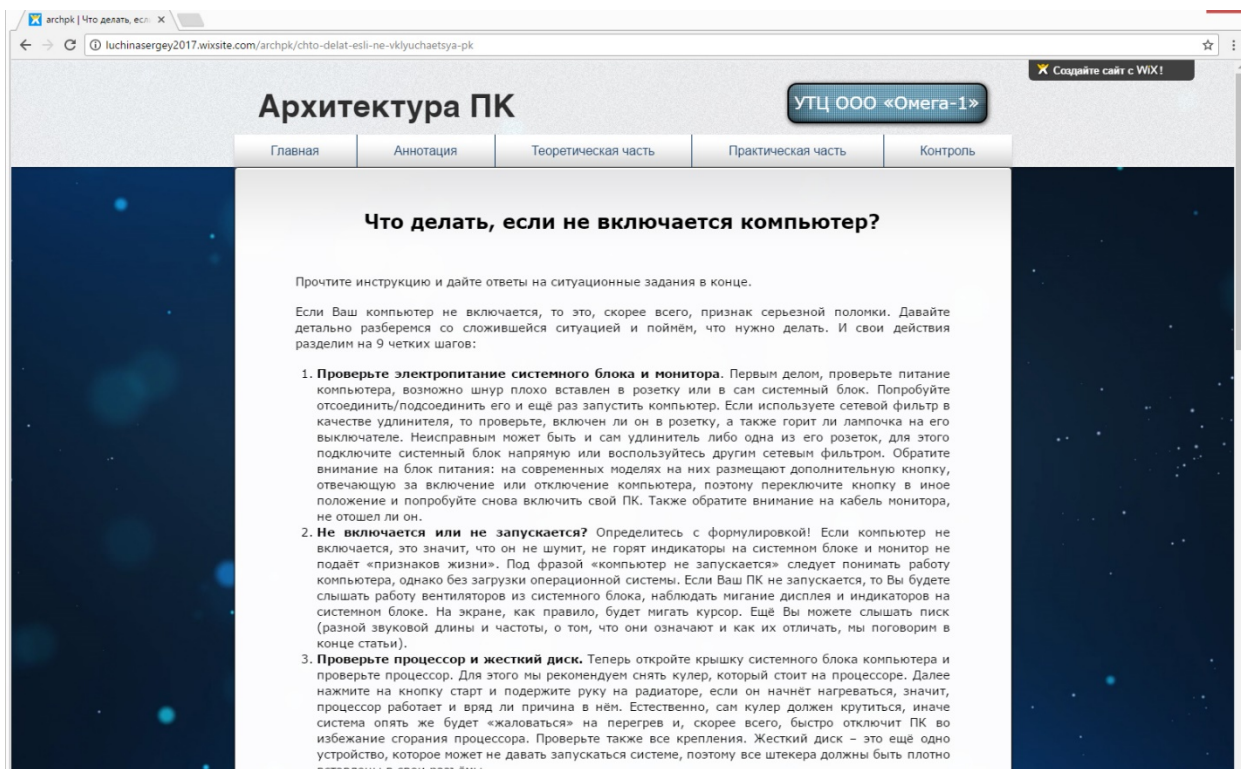 archpk | Что делать, есл
luchinasergey2017.wixsite.com/archpk/chto-delat-esli-ne-vklyuchaetsya-pk
Создайте сайт с WiX!
Архитектура ПК
УТЦ ООО «Омега-1»
Главная Аннотация Теоретическая часть Практическая часть Контроль
Что делать, если не включается компьютер?
Прочтите инструкцию и дайте ответы на ситуационные задания в конце.
Если Ваш компьютер не включается, то это, скорее всего, признак серьезной поломки. Давайте
детально разберемся со сложившейся ситуацией и поймём, что нужно делать. И свои действия
разделим на 9 четких шагов:
1. Проверьте электропитание системного блока и монитора. Первым делом, проверьте питание
компьютера, возможно шнур плохо вставлен в розетку или в сам системный блок. Попробуйте
отсоединить/подсоединить его и ещё раз запустить компьютер. Если используете сетевой фильтр в
качестве удлинителя, то проверьте, включен ли он в розетку, а также горит ли лампочка на его
выключателе. Неисправным может быть и сам удлинитель либо одна из его розеток, для этого
подключите системный блок напрямую или воспользуйтесь другим сетевым фильтром. Обратите
внимание на блок питания: на современных моделях на них размещают дополнительную кнопку,
отвечающую за включение или отключение компьютера, поэтому переключите кнопку в иное
положение и попробуйте снова включить свой ПК. Также обратите внимание на кабель монитора,
не отошел ли он.
2. Не включается или не запускается? Определитесь с формулировкой! Если компьютер не
включается, это значит, что он не шумит, не горят индикаторы на системном блоке и монитор не
подаёт «признаков жизни». Под фразой «компьютер не запускается» следует понимать работу
компьютера, однако без загрузки операционной системы. Если Ваш ПК не запускается, то Вы будете
слышать работу вентиляторов из системного блока, наблюдать мигание дисплея и индикаторов на
системном блоке. На экране, как правило, будет мигать курсор. Ещё Вы можете слышать писк
(разной звуковой длины и частоты, о том, что они означают и как их отличать, мы поговорим в
конце статьи).
3. Проверьте процессор и жесткий диск. Теперь откройте крышку системного блока компьютера и
проверьте процессор. Для этого мы рекомендуем снять кулер, который стоит на процессоре. Далее
нажмите на кнопку старт и подержите руку на радиаторе, если он начнёт нагреваться, значит,
процессор работает и вряд ли причина в нём. Естественно, сам кулер должен крутиться, иначе
система опять же будет «жаловаться» на перегрев и, скорее всего, быстро отключит ПК во
избежание сгорания процессора. Проверьте также все крепления. Жесткий диск – это ещё одно
устройство, которое может не давать запускаться системе, поэтому все штекера должны быть плотно